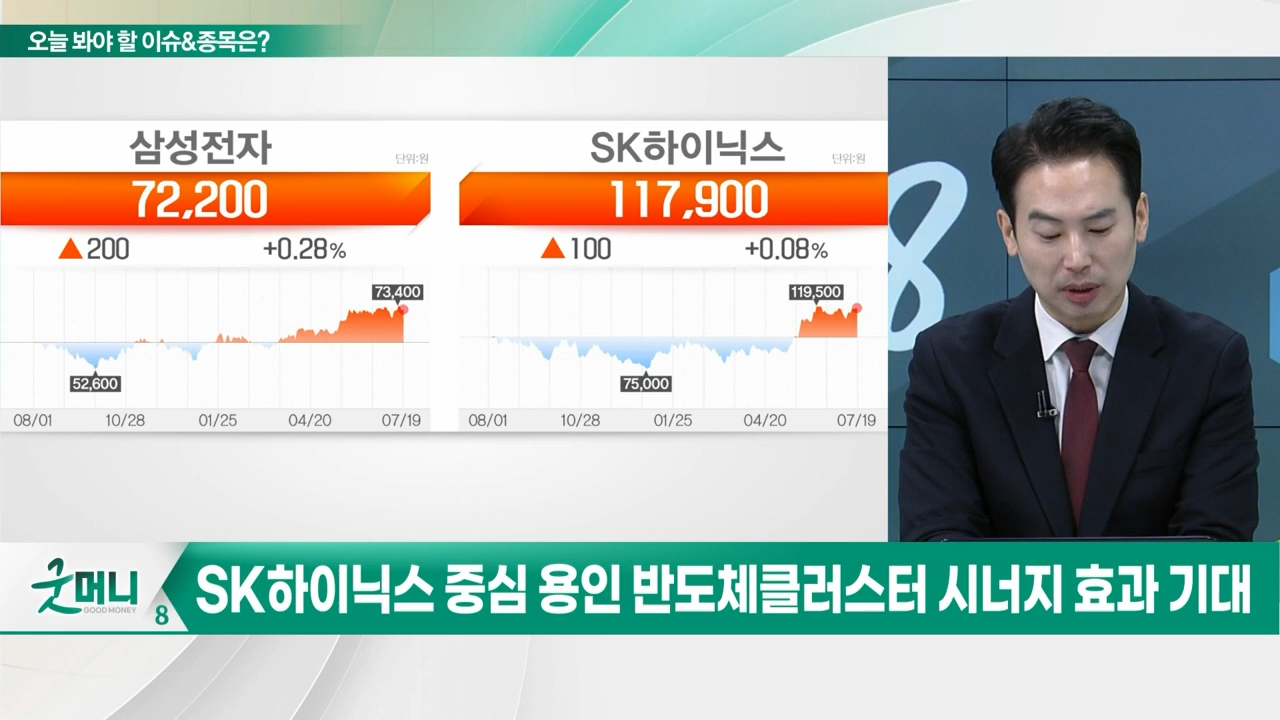 오늘 봐야 할 이슈&종목은?
삼성전자
단위:원
72,200
▲200 +0.28%
73,400
52,600
08/01 10/28 01/25 04/20 07/19
SK하이닉스
단위:원
117,900
▲100 +0.08%
119,500
75,000
08/01 10/28 01/25 04/20 07/19
8
굿머니
GOOD MONEY
8
SK하이닉스 중심 용인 반도체클러스터 시너지 효과 기대